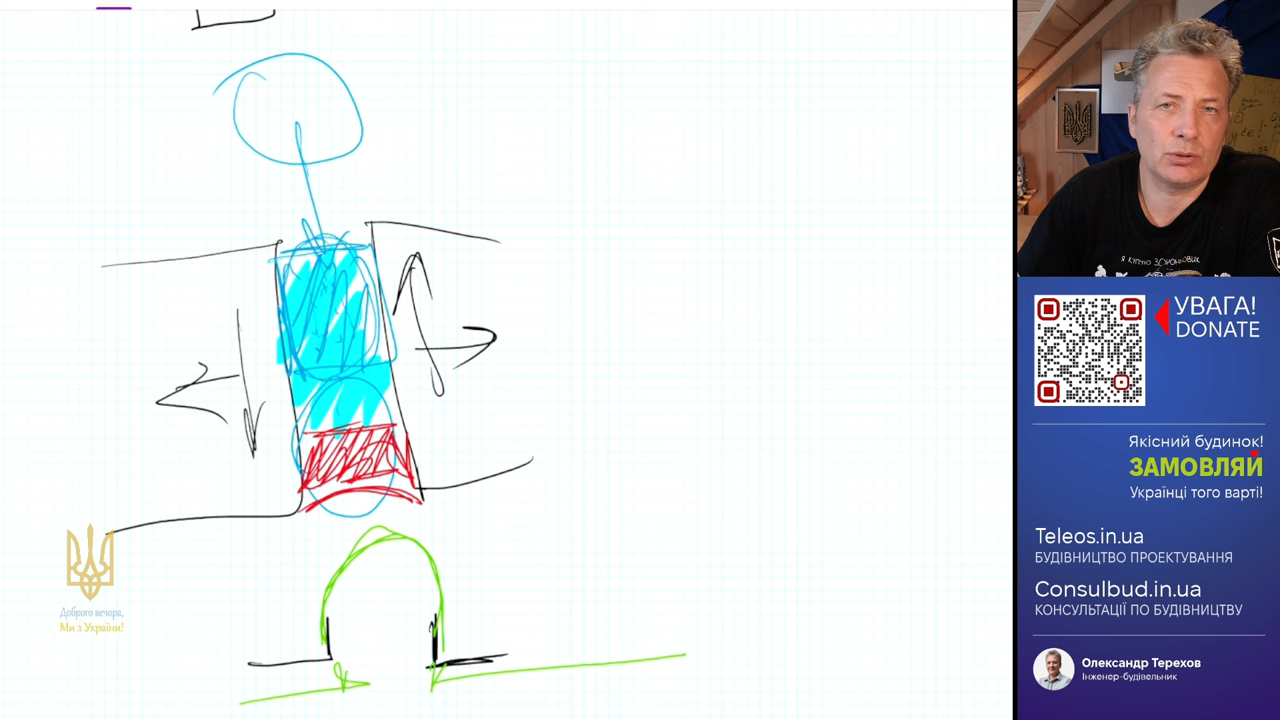 Доброго вечора,
Ми з України!
Я КПТЮ
УВАГА!
DONATE
Якісний будинок!
ЗАМОВЛЯЙ
Українці того варті!
Teleos.in.ua
БУДІВНИЦТВО ПРОЕКТУВАННЯ
Consulbud.in.ua
КОНСУЛЬТАЦІЇ ПО БУДІВНИЦТВУ
Олександр Терехов
Інженер-будівельник